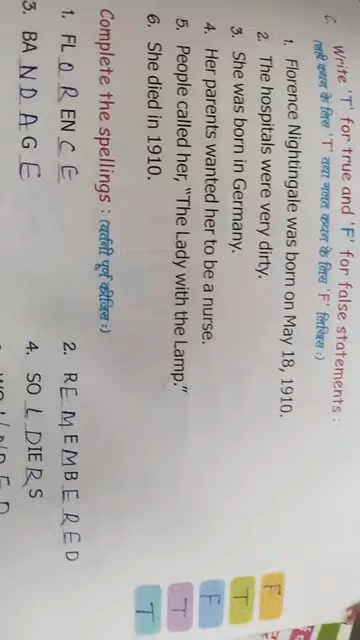 C. Write 'T' for true and 'F' for false statements :
(सही कथन के लिए 'T' तथा गलत कथन के लिए 'F' लिखिए :)
1. Florence Nightingale was born on May 18, 1910. F
2. The hospitals were very dirty. T
3. She was born in Germany. F
4. Her parents wanted her to be a nurse. T
5. People called her, "The Lady with the Lamp." T
6. She died in 1910.
Complete the spellings : (वर्तनी पूर्ण कीजिए :)
1. FLORENCE 2. REMEMBERED
3. BANDAGE 4. SOLDIERS